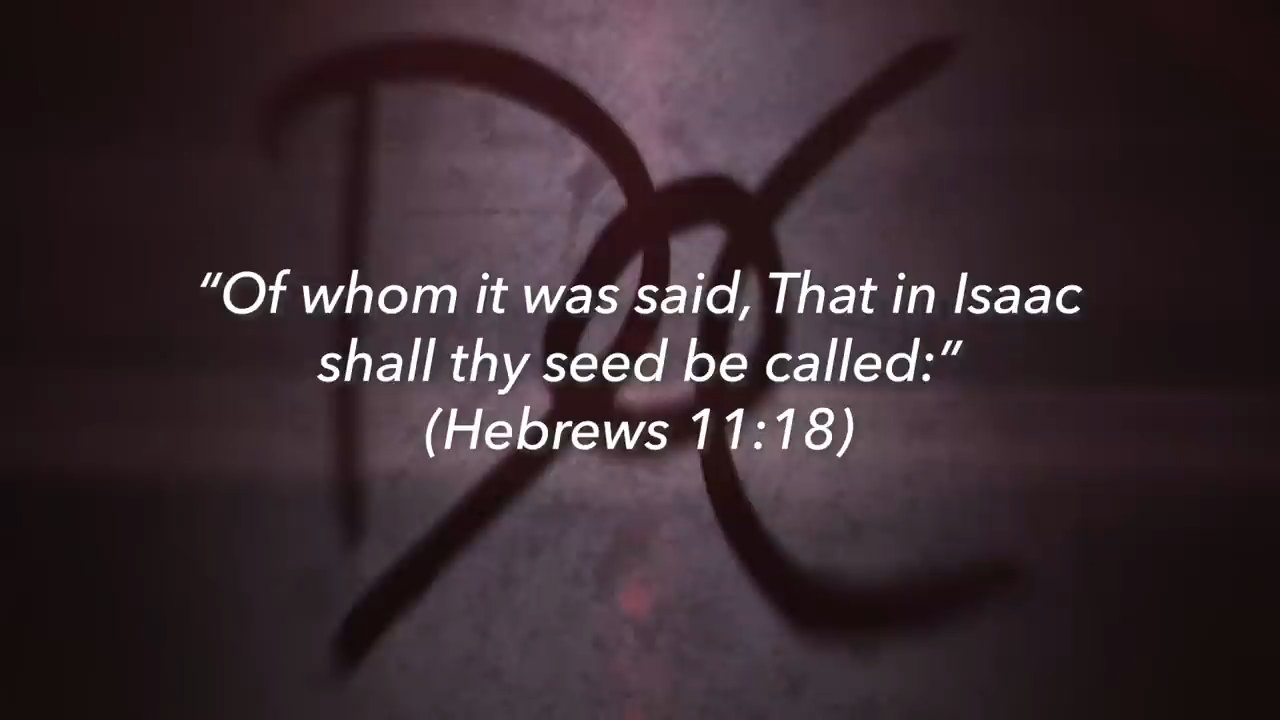 “Of whom it was said, That in Isaac
shall thy seed be called:”
(Hebrews 11:18)